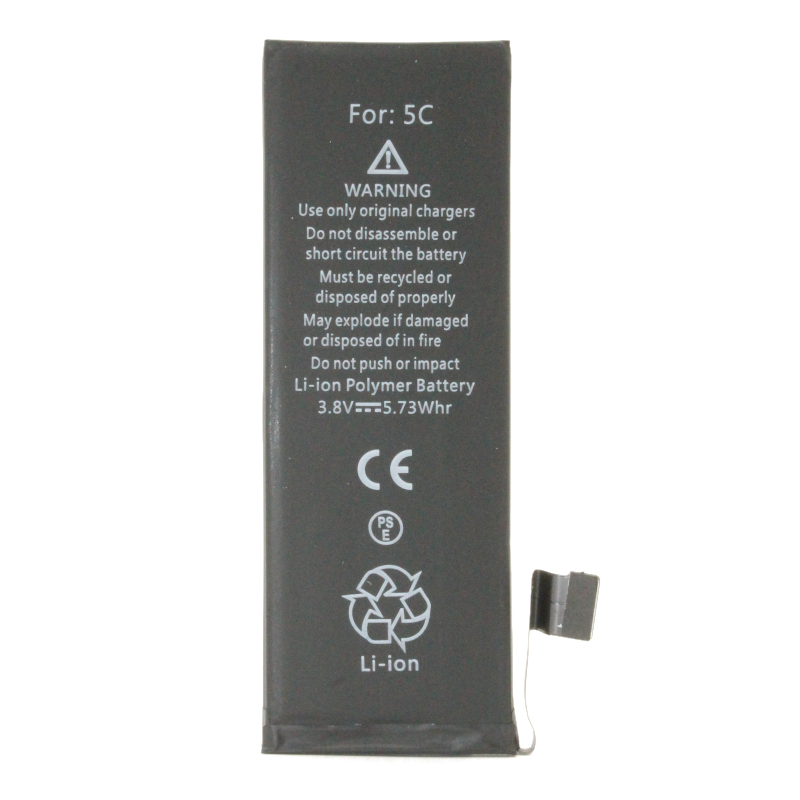 For: 5C
WARNING
Use only original chargers
Do not disassemble or
short circuit the battery
Must be recycled or
disposed of properly
May explode if damaged
or disposed of in fire
Do not push or impact
Li-ion Polymer Battery
3.8V⎓5.73Whr
CE
PS
E
Li-ion